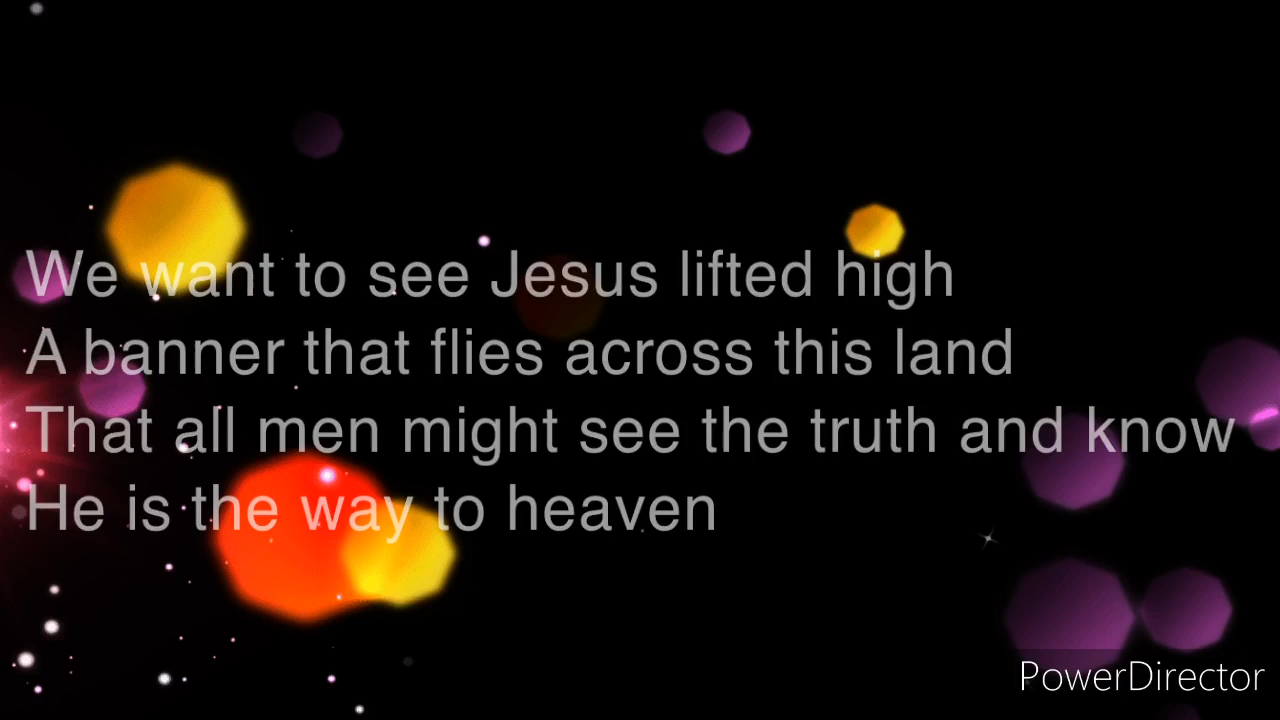 We want to see Jesus lifted high
A banner that flies across this land
That all men might see the truth and know
He is the way to heaven
PowerDirector